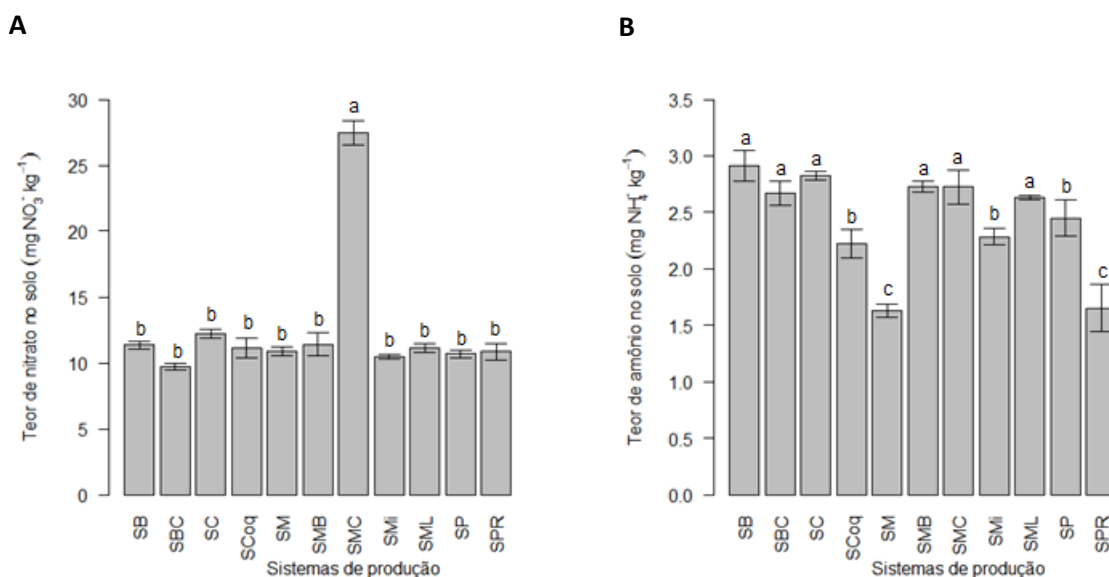 A
B
Teor de nitrato no solo (mg NO₃⁻ kg⁻¹)
30
25
20
15
10
5
0
b
b
b
b
b
b
a
b
b
b
b
SB
SBC
SC
SCoq
SM
SMB
SMC
SMi
SML
SP
SPR
Sistemas de produção
Teor de amônio no solo (mg NH₄⁻ kg⁻¹)
3.5
3.0
2.5
2.0
1.5
1.0
0.5
0.0
a
a
a
b
c
a
a
b
a
b
c
SB
SBC
SC
SCoq
SM
SMB
SMC
SMi
SML
SP
SPR
Sistemas de produção